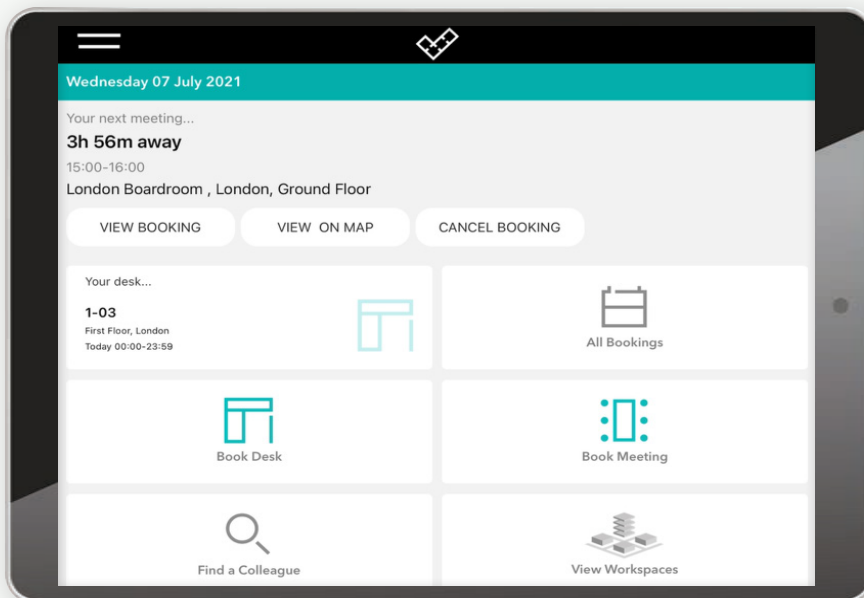 Wednesday 07 July 2021
Your next meeting...
3h 56m away
15:00-16:00
London Boardroom , London, Ground Floor
VIEW BOOKING
VIEW ON MAP
CANCEL BOOKING
Your desk...
1-03
First Floor, London
Today 00:00-23:59
All Bookings
Book Desk
Book Meeting
Find a Colleague
View Workspaces